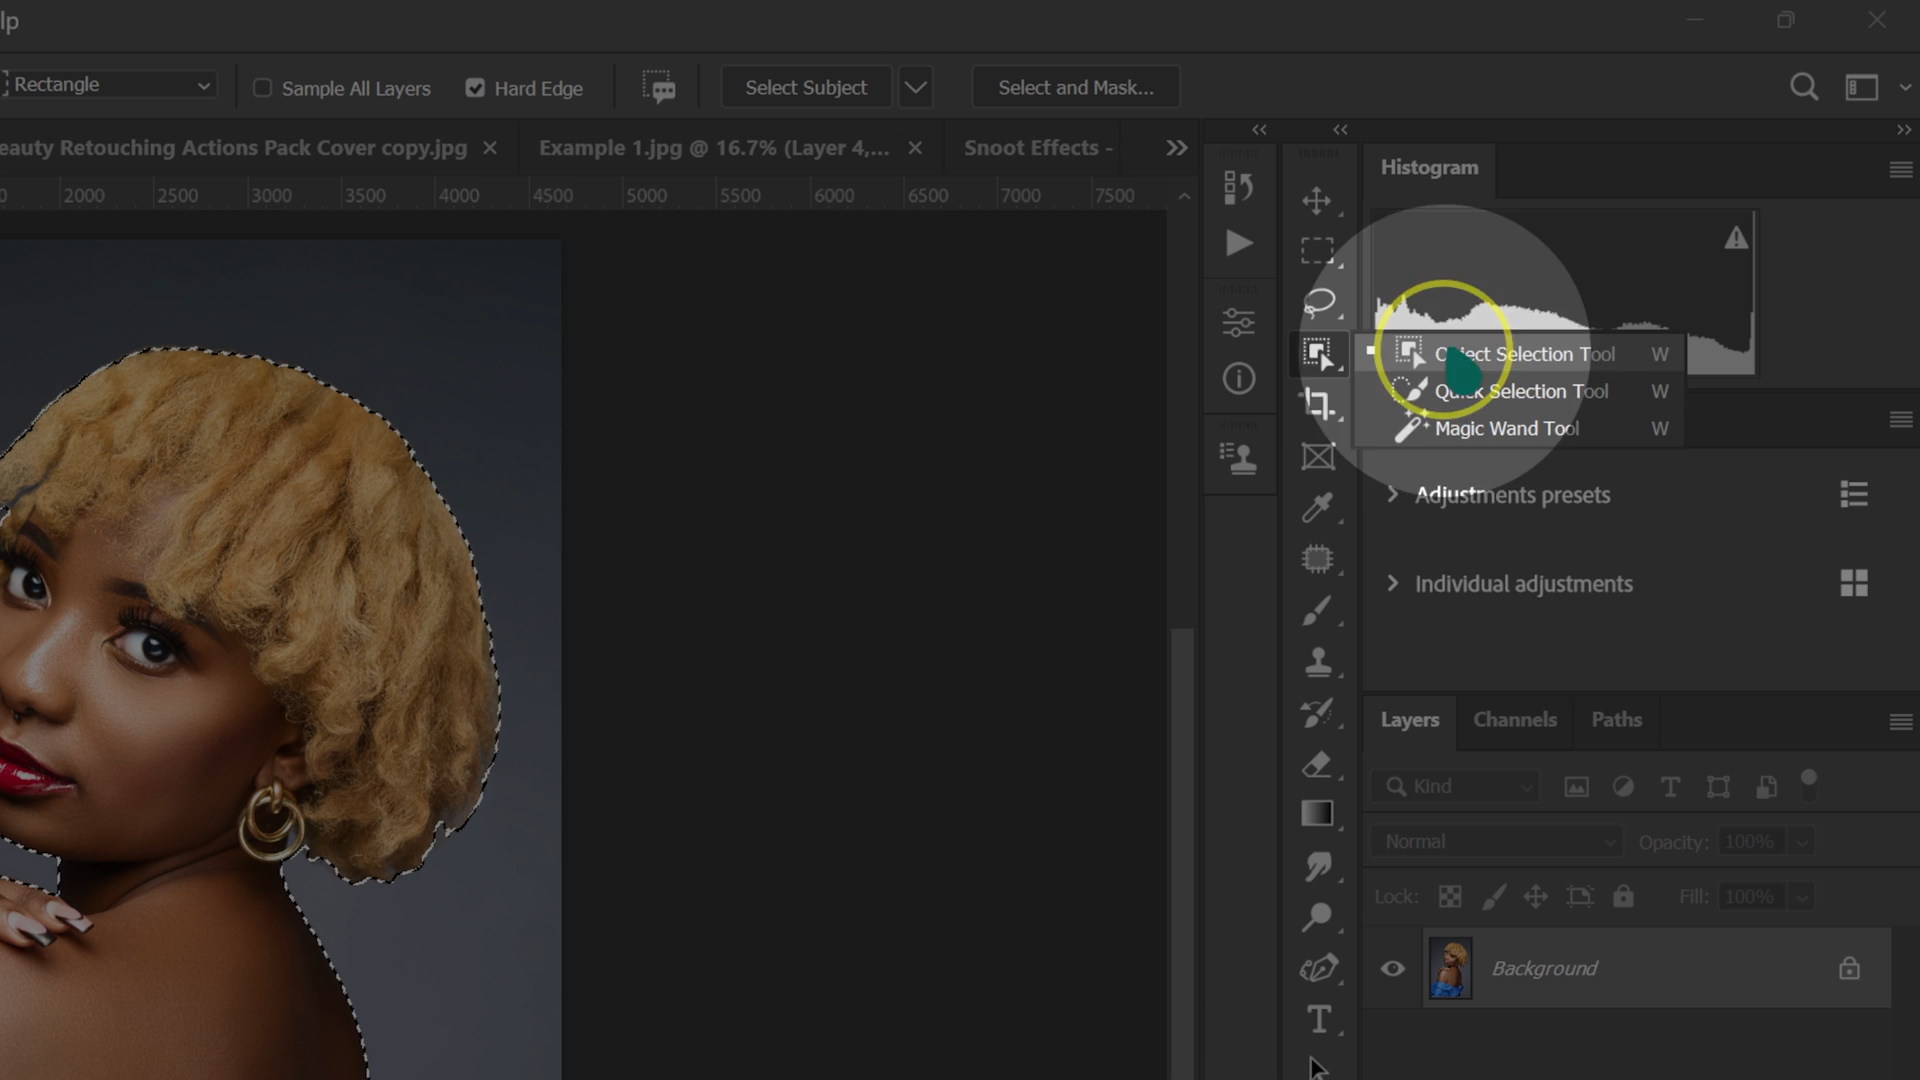 lp
Rectangle
Sample All Layers
Hard Edge
Select Subject
Select and Mask...
eauty Retouching Actions Pack Cover copy.jpg
Example 1.jpg @ 16.7% (Layer 4,...
Snoot Effects -
0 2000 2500 3000 3500 4000 4500 5000 5500 6000 6500 7000 7500
Histogram
Object Selection Tool W
Quick Selection Tool W
Magic Wand Tool W
Adjustments presets
Individual adjustments
Layers Channels Paths
Kind
Normal Opacity: 100%
Lock: Fill: 100%
Background